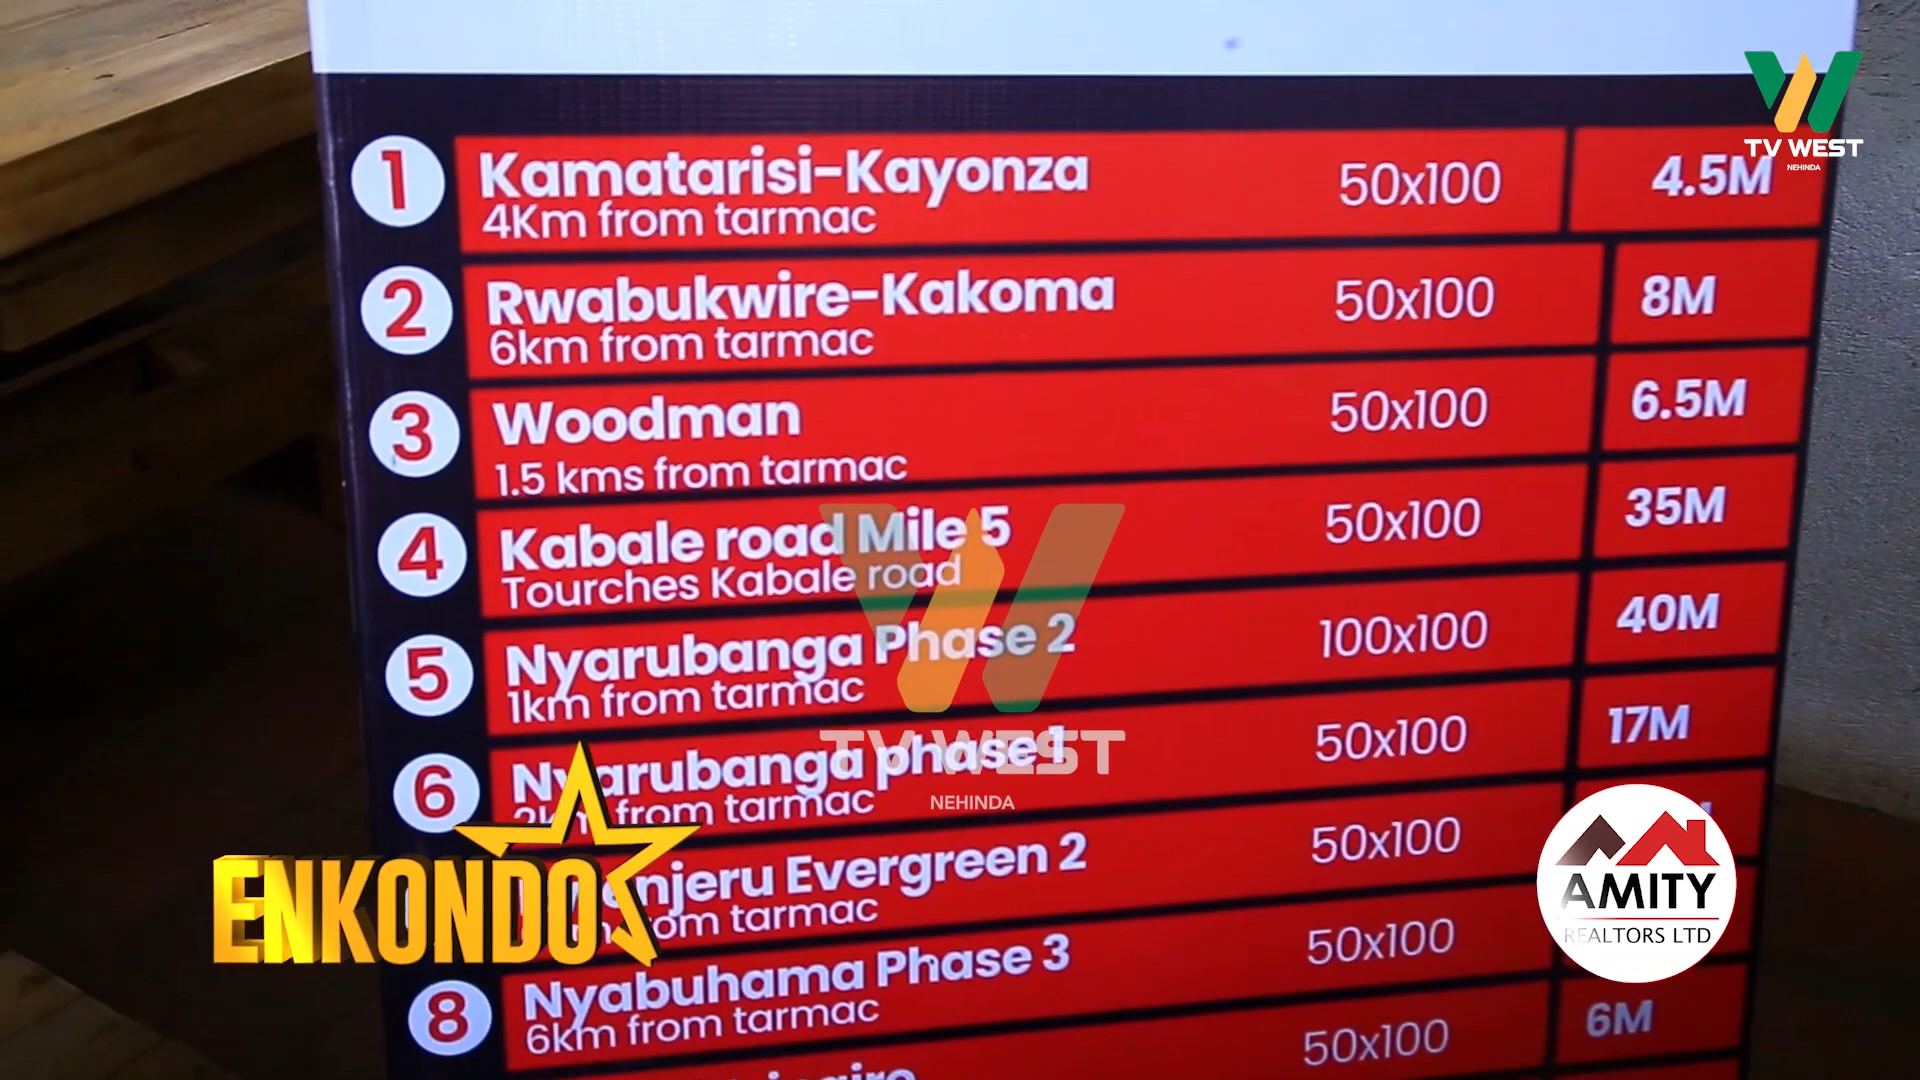 TV WEST
NEHINDA
1 Kamatarisi-Kayonza 50x100 4.5M
4Km from tarmac
2 Rwabukwire-Kakoma 50x100 8M
6km from tarmac
3 Woodman 50x100 6.5M
1.5 kms from tarmac
4 Kabale road Mile 5 50x100 35M
Tourches Kabale road
5 Nyarubanga Phase 2 100x100 40M
1km from tarmac
6 Nyarubanga phase 1 50x100 17M
2km from tarmac
TV WEST
NEHINDA
Evergreen 2 50x100
from tarmac
ENKONDO
AMITY
REALTORS LTD
8 Nyabuhama Phase 3 50x100
6km from tarmac
50x100 6M